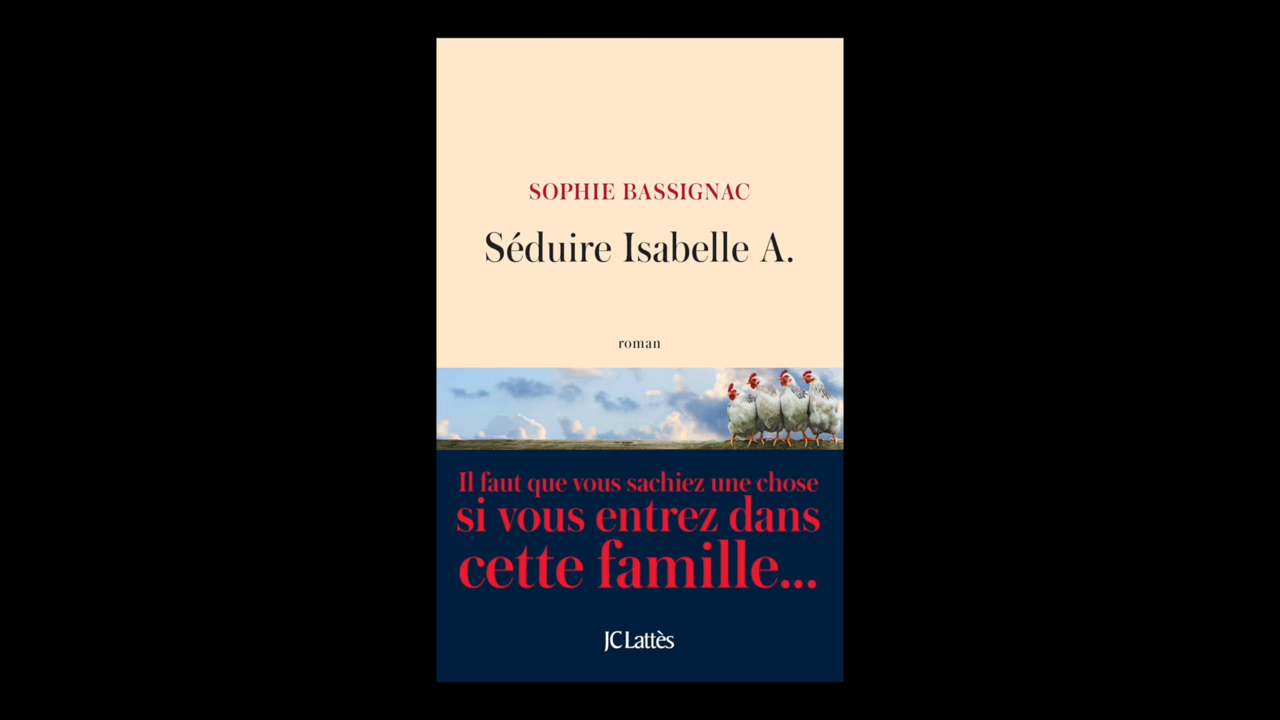 SOPHIE BASSIGNAC
Séduire Isabelle A.
roman
Il faut que vous sachiez une chose
si vous entrez dans
cette famille...
JC Lattès